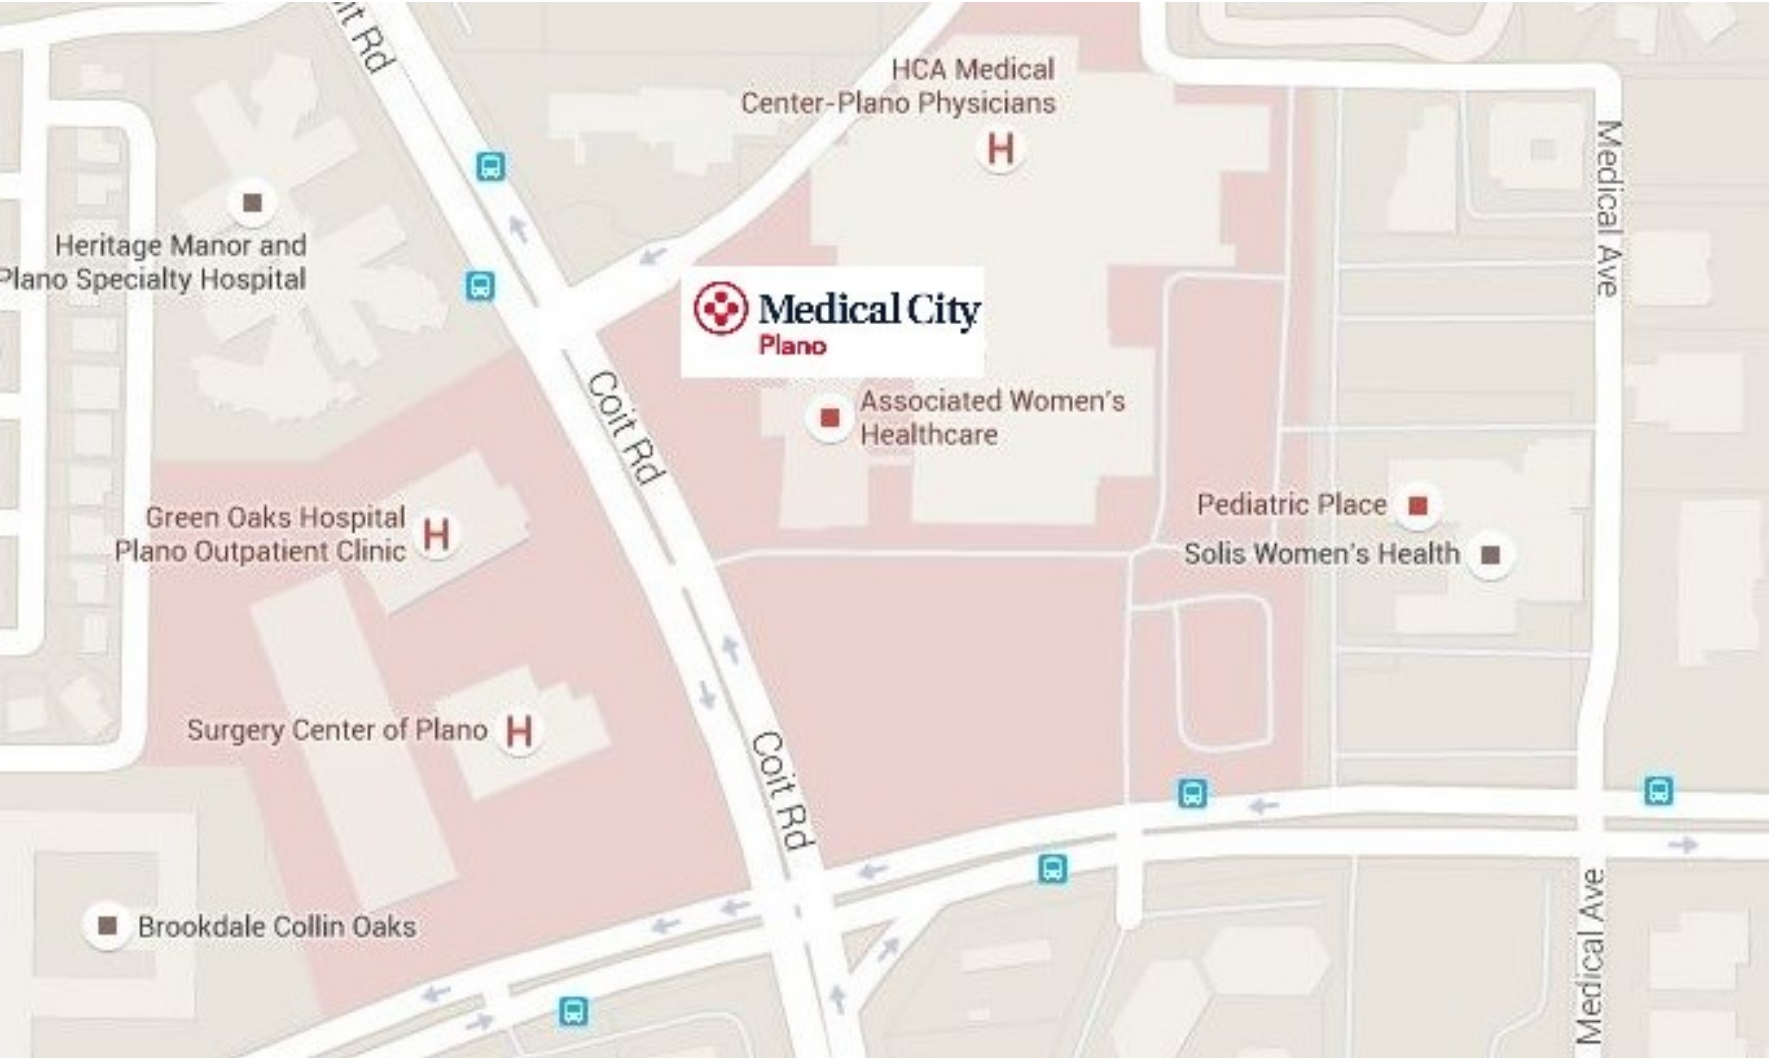 it Rd
HCA Medical
Center-Plano Physicians
H
Medical Ave
Heritage Manor and
Plano Specialty Hospital
Medical City
Plano
Coit Rd
Associated Women's
Healthcare
Green Oaks Hospital
Plano Outpatient Clinic
H
Pediatric Place
Solis Women's Health
Surgery Center of Plano
H
Coit Rd
Brookdale Collin Oaks
Medical Ave